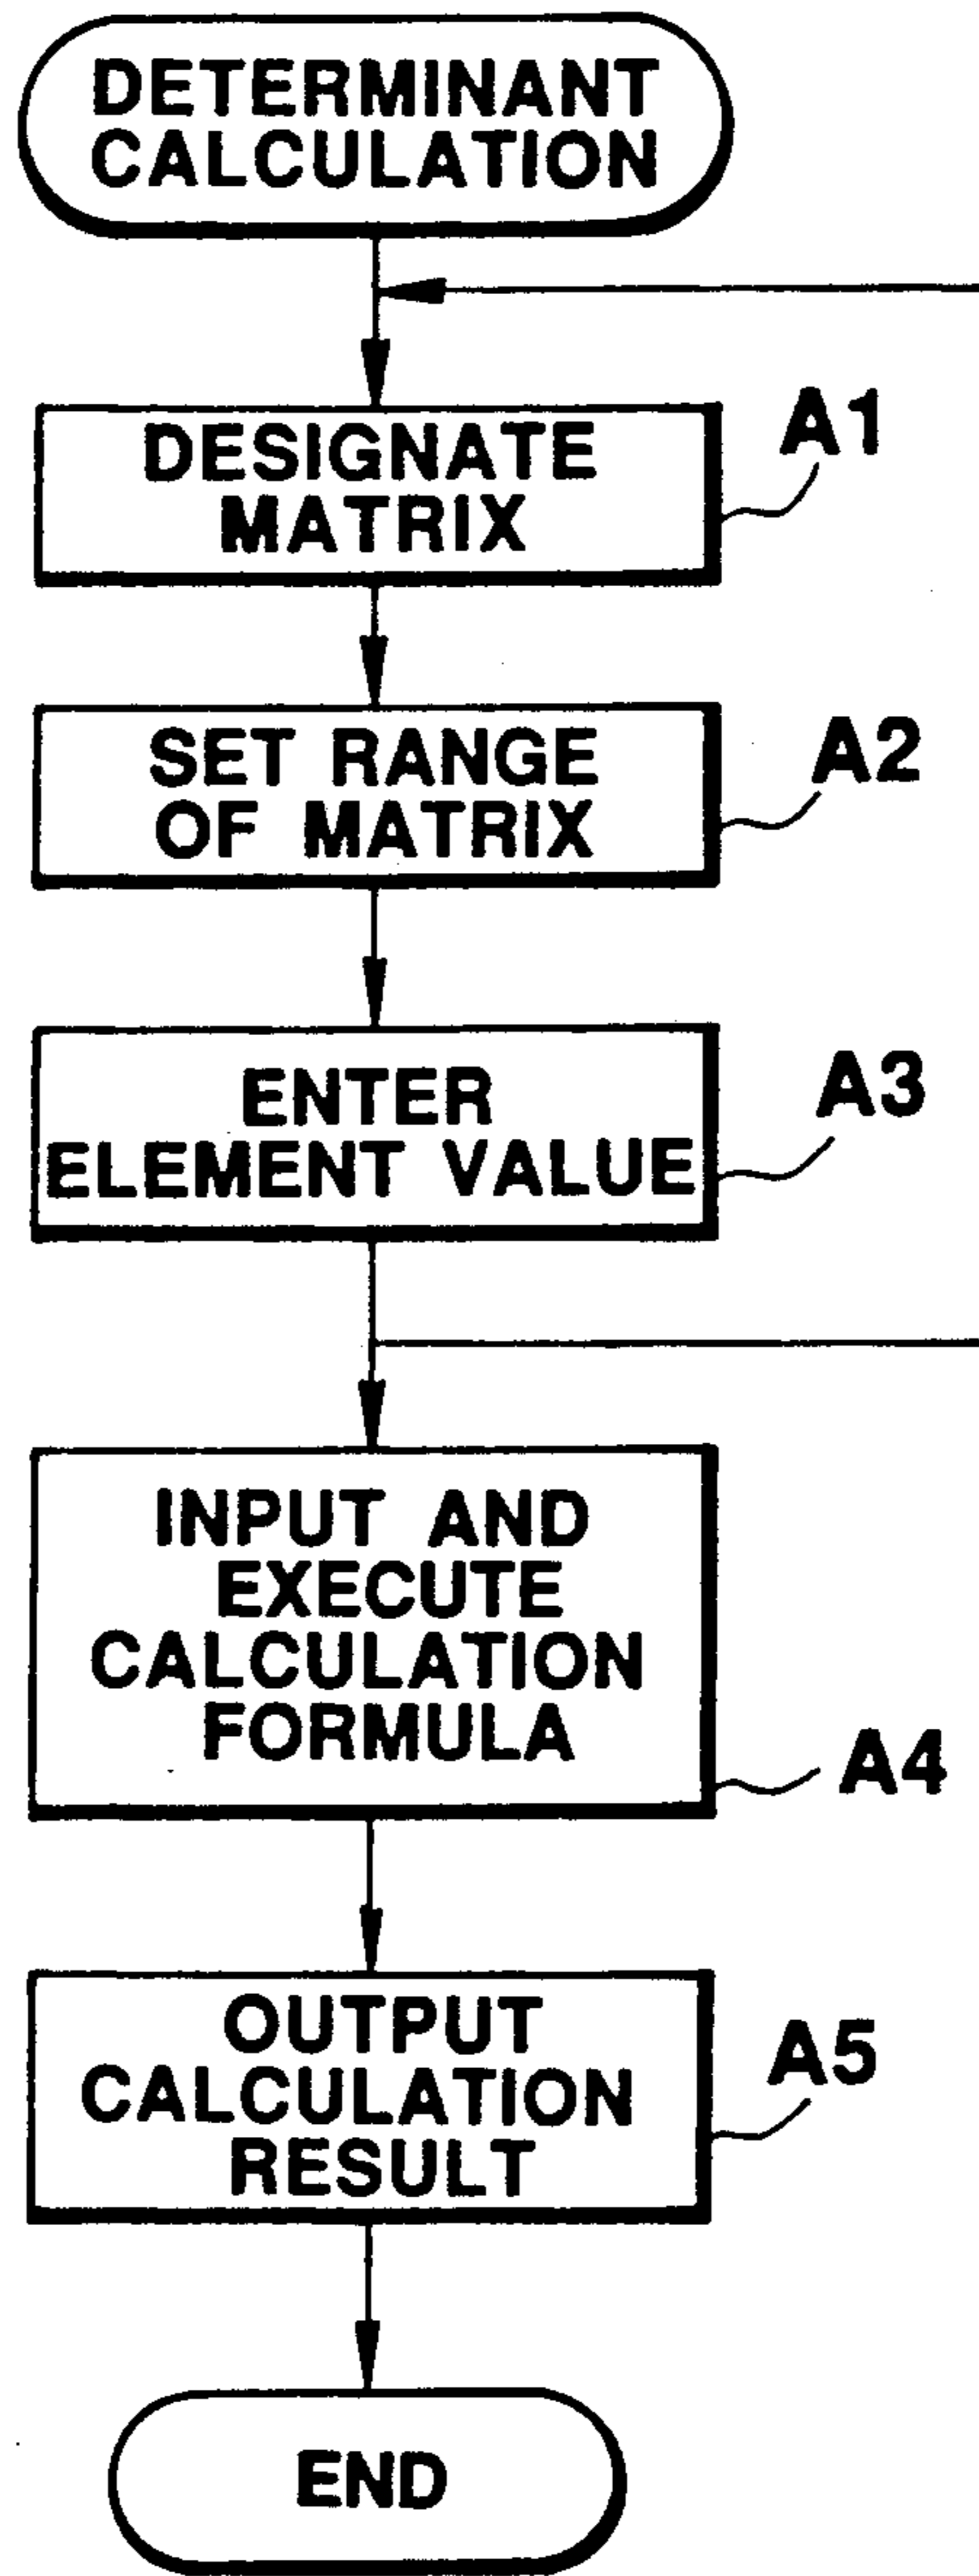 DETERMINANT
CALCULATION
A1
DESIGNATE
MATRIX
A2
SET RANGE
OF MATRIX
A3
ENTER
ELEMENT VALUE
INPUT AND
EXECUTE
CALCULATION
FORMULA
A4
OUTPUT
CALCULATION
RESULT
A5
END